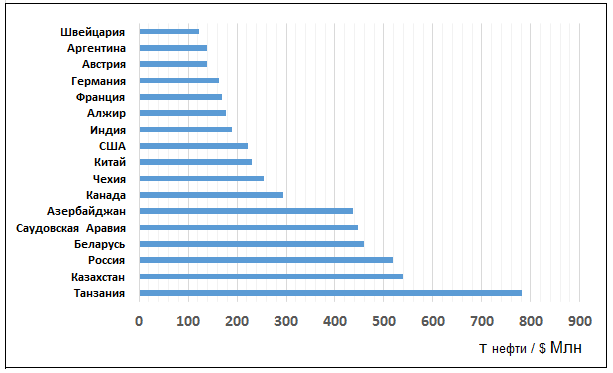 Швейцария
Аргентина
Австрия
Германия
Франция
Алжир
Индия
США
Китай
Чехия
Канада
Азербайджан
Саудовская Аравия
Беларусь
Россия
Казахстан
Танзания
0 100 200 300 400 500 600 700 800 900
т нефти / $ Млн